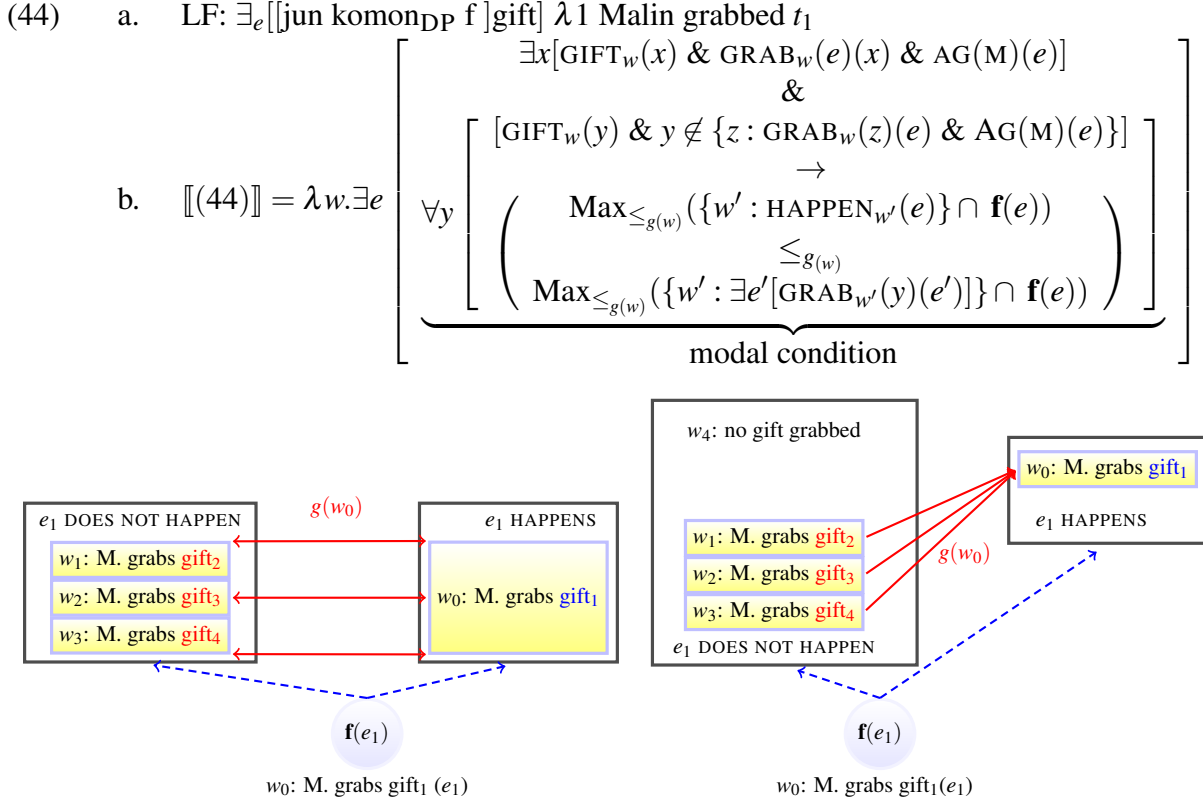 (44) a. LF: ∃e[[jun komonDP f ]gift] λ1 Malin grabbed t1
∃x[GIFTw(x) & GRABw(e)(x) & AG(M)(e)]
&
[GIFTw(y) & y ∉ {z : GRABw(z)(e) & AG(M)(e)}]
→
b. ⟦(44)⟧ = λw.∃e ∀y Max≤g(w)({w′ : HAPPENw′(e)} ∩ f(e))
≤g(w)
Max≤g(w)({w′ : ∃e′[GRABw′(y)(e′)]} ∩ f(e))
modal condition
e1 DOES NOT HAPPEN
w1: M. grabs gift2
w2: M. grabs gift3
w3: M. grabs gift4
g(w0)
e1 HAPPENS
w0: M. grabs gift1
f(e1)
w0: M. grabs gift1 (e1)
w4: no gift grabbed
w1: M. grabs gift2
w2: M. grabs gift3
w3: M. grabs gift4
e1 DOES NOT HAPPEN
g(w0)
w0: M. grabs gift1
e1 HAPPENS
f(e1)
w0: M. grabs gift1(e1)